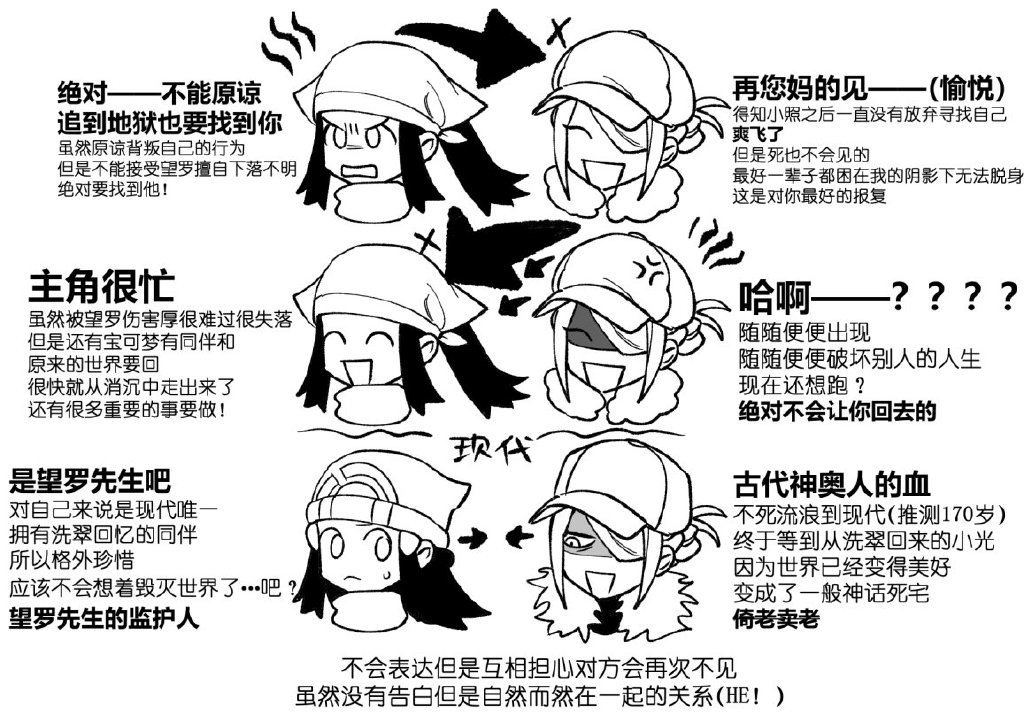 绝对——不能原谅
追到地狱也要找到你
虽然原谅背叛自己的行为
但是不能接受望罗擅自下落不明
绝对要找到他!
再您妈的见——(愉悦)
得知小照之后一直没有放弃寻找自己
爽飞了
但是死也不会见的
最好一辈子都困在我的阴影下无法脱身
这是对你最好的报复
主角很忙
虽然被望罗伤害厚很难过很失落
但是还有宝可梦有同伴和
原来的世界要回
很快就从消沉中走出来了
还有很多重要的事要做!
哈啊——————? ? ? ?
随随便便出现
随随便便破坏别人的人生
现在还想跑?
绝对不会让你回去的
现代
是望罗先生吧
对自己来说是现代唯一
拥有洗翠回忆的同伴
所以格外珍惜
应该不会想着毁灭世界了…吧?
望罗先生的监护人
古代神奥人的血
不死流浪到现代(推测170岁)
终于等到从洗翠回来的小光
因为世界已经变得美好
变成了一般神话死宅
倚老卖老
不会表达但是互相担心对方会再次不见
虽然没有告白但是自然而然在一起的关系(HE!)